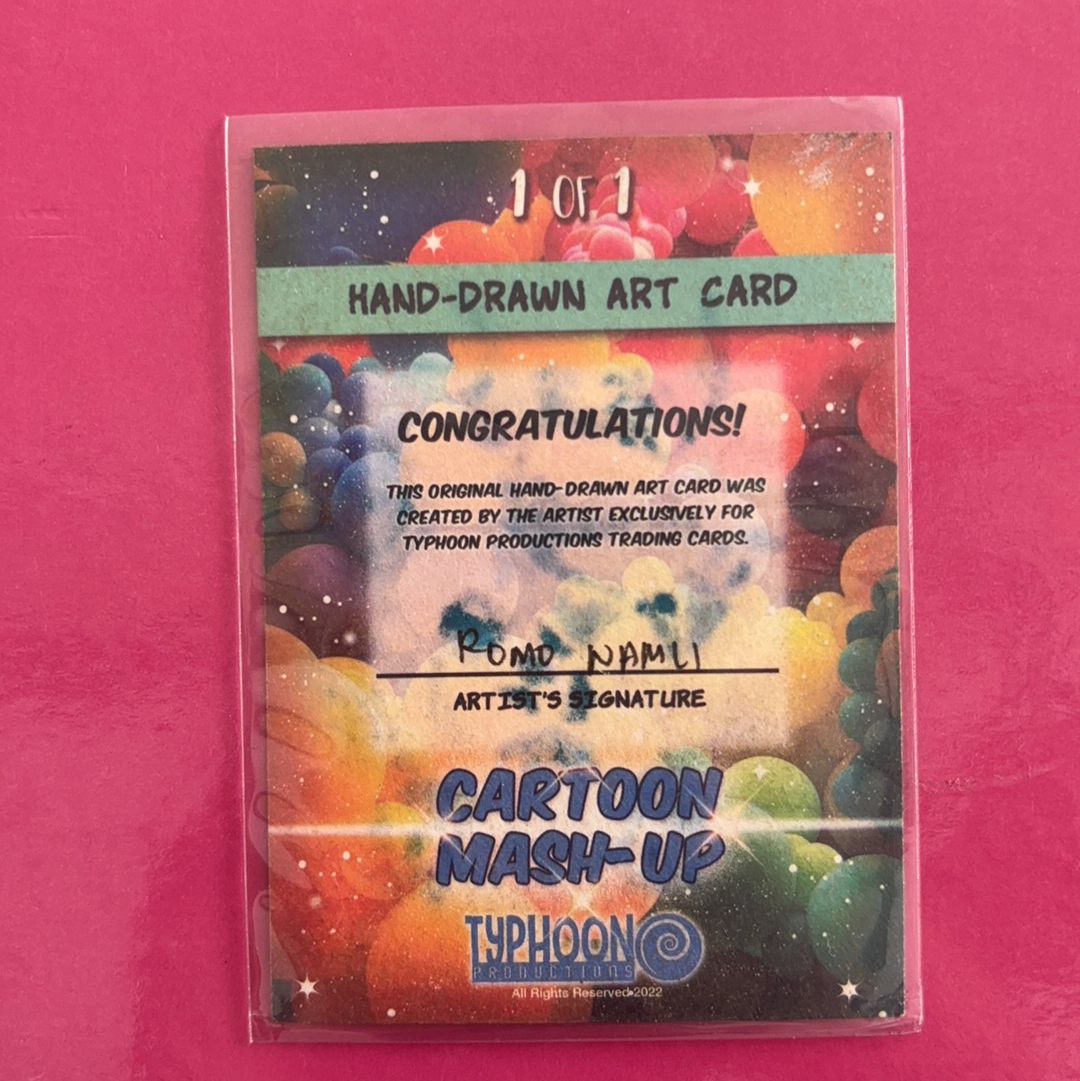 1 OF 1
HAND-DRAWN ART CARD
CONGRATULATIONS!
THIS ORIGINAL HAND-DRAWN ART CARD WAS
CREATED BY THE ARTIST EXCLUSIVELY FOR
TYPHOON PRODUCTIONS TRADING CARDS.
ROMO NAMLI
ARTIST'S SIGNATURE
CARTOON
MASH-UP
TYPHOON
PRODUCTIONS
All Rights Reserved•2022